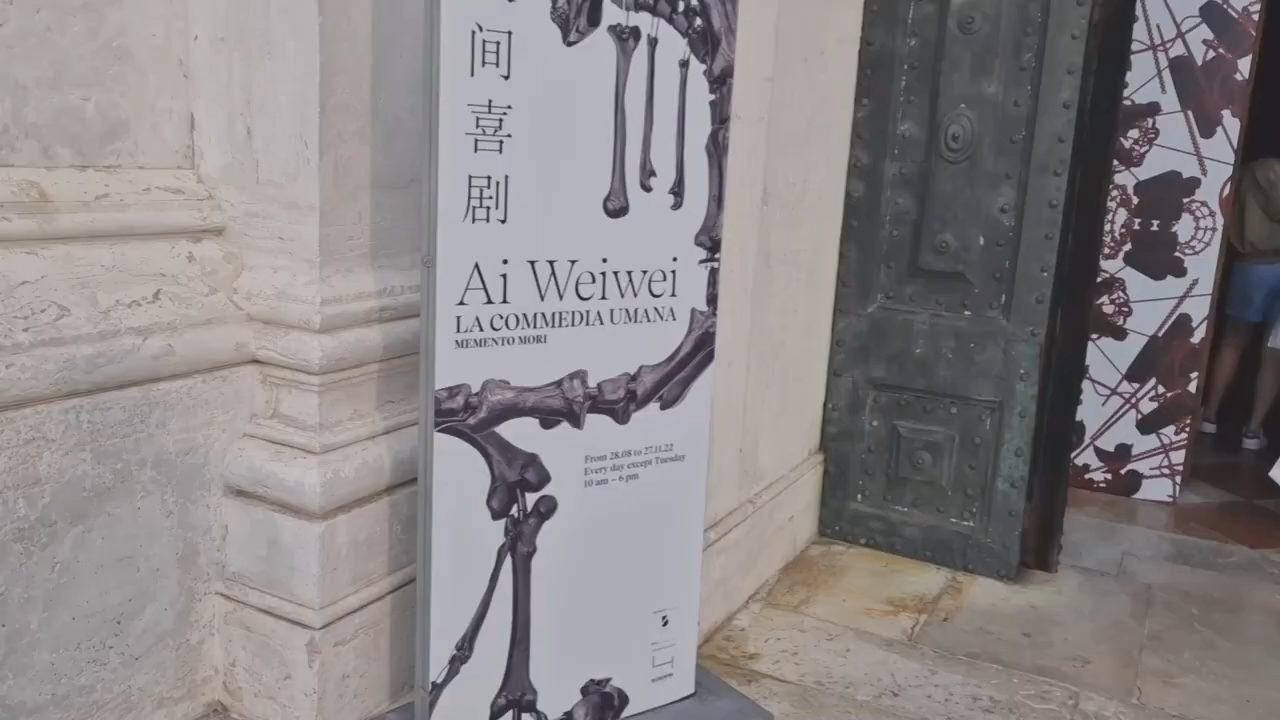 间
喜
剧
Ai Weiwei
LA COMMEDIA UMANA
MEMENTO MORI
From 28.08 to 27.11.22
Every day except Tuesday
10 am – 6 pm